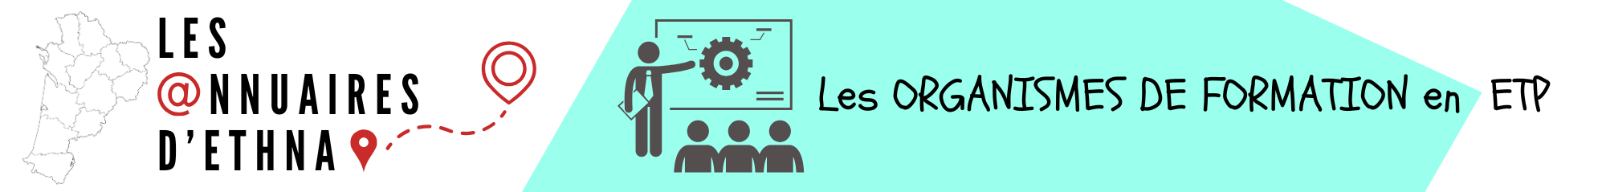 LES
@NNUAIRES
D'ETHNA
Les ORGANISMES DE FORMATION en ETP